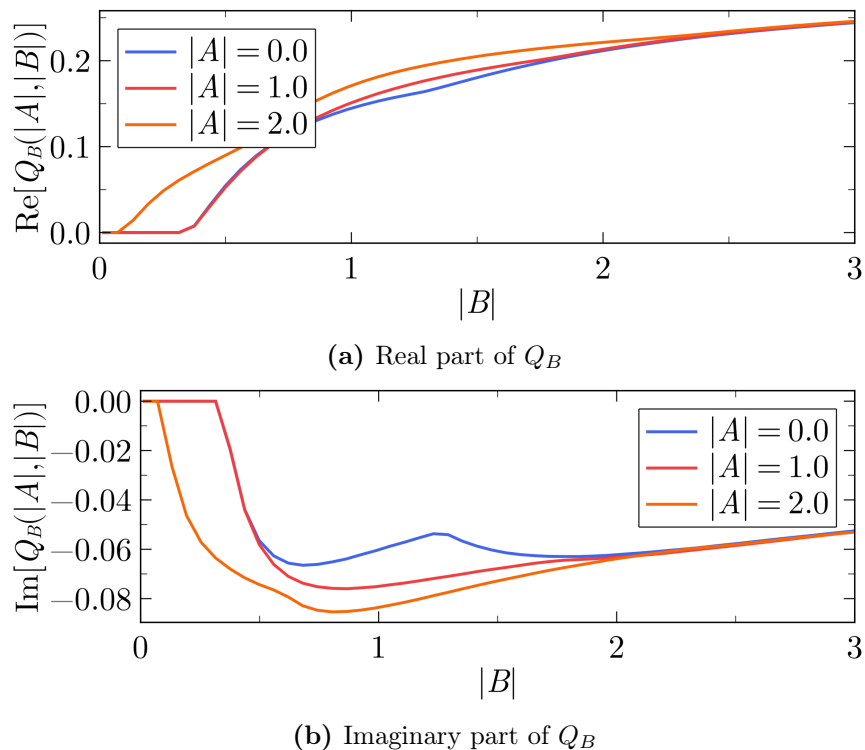 Re[Q_B(|A|,|B|)]
0.2
0.1
0.0
|A| = 0.0
|A| = 1.0
|A| = 2.0
0 1 2 3
|B|
(a) Real part of Q_B
Im[Q_B(|A|,|B|)]
0.00
−0.02
−0.04
−0.06
−0.08
|A| = 0.0
|A| = 1.0
|A| = 2.0
0 1 2 3
|B|
(b) Imaginary part of Q_B